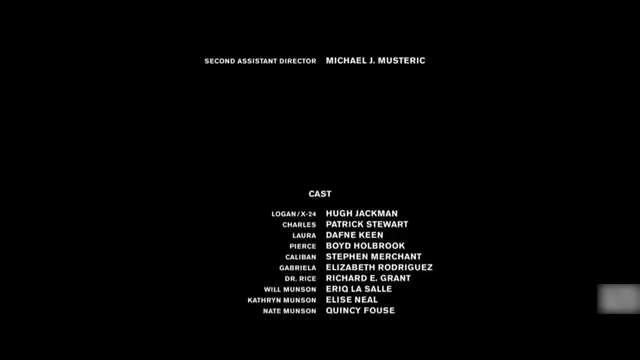 SECOND ASSISTANT DIRECTOR MICHAEL J. MUSTERIC
CAST
LOGAN/X-24 HUGH JACKMAN
CHARLES PATRICK STEWART
LAURA DAFNE KEEN
PIERCE BOYD HOLBROOK
CALIBAN STEPHEN MERCHANT
GABRIELA ELIZABETH RODRIGUEZ
DR. RICE RICHARD E. GRANT
WILL MUNSON ERIQ LA SALLE
KATHRYN MUNSON ELISE NEAL
NATE MUNSON QUINCY FOUSE